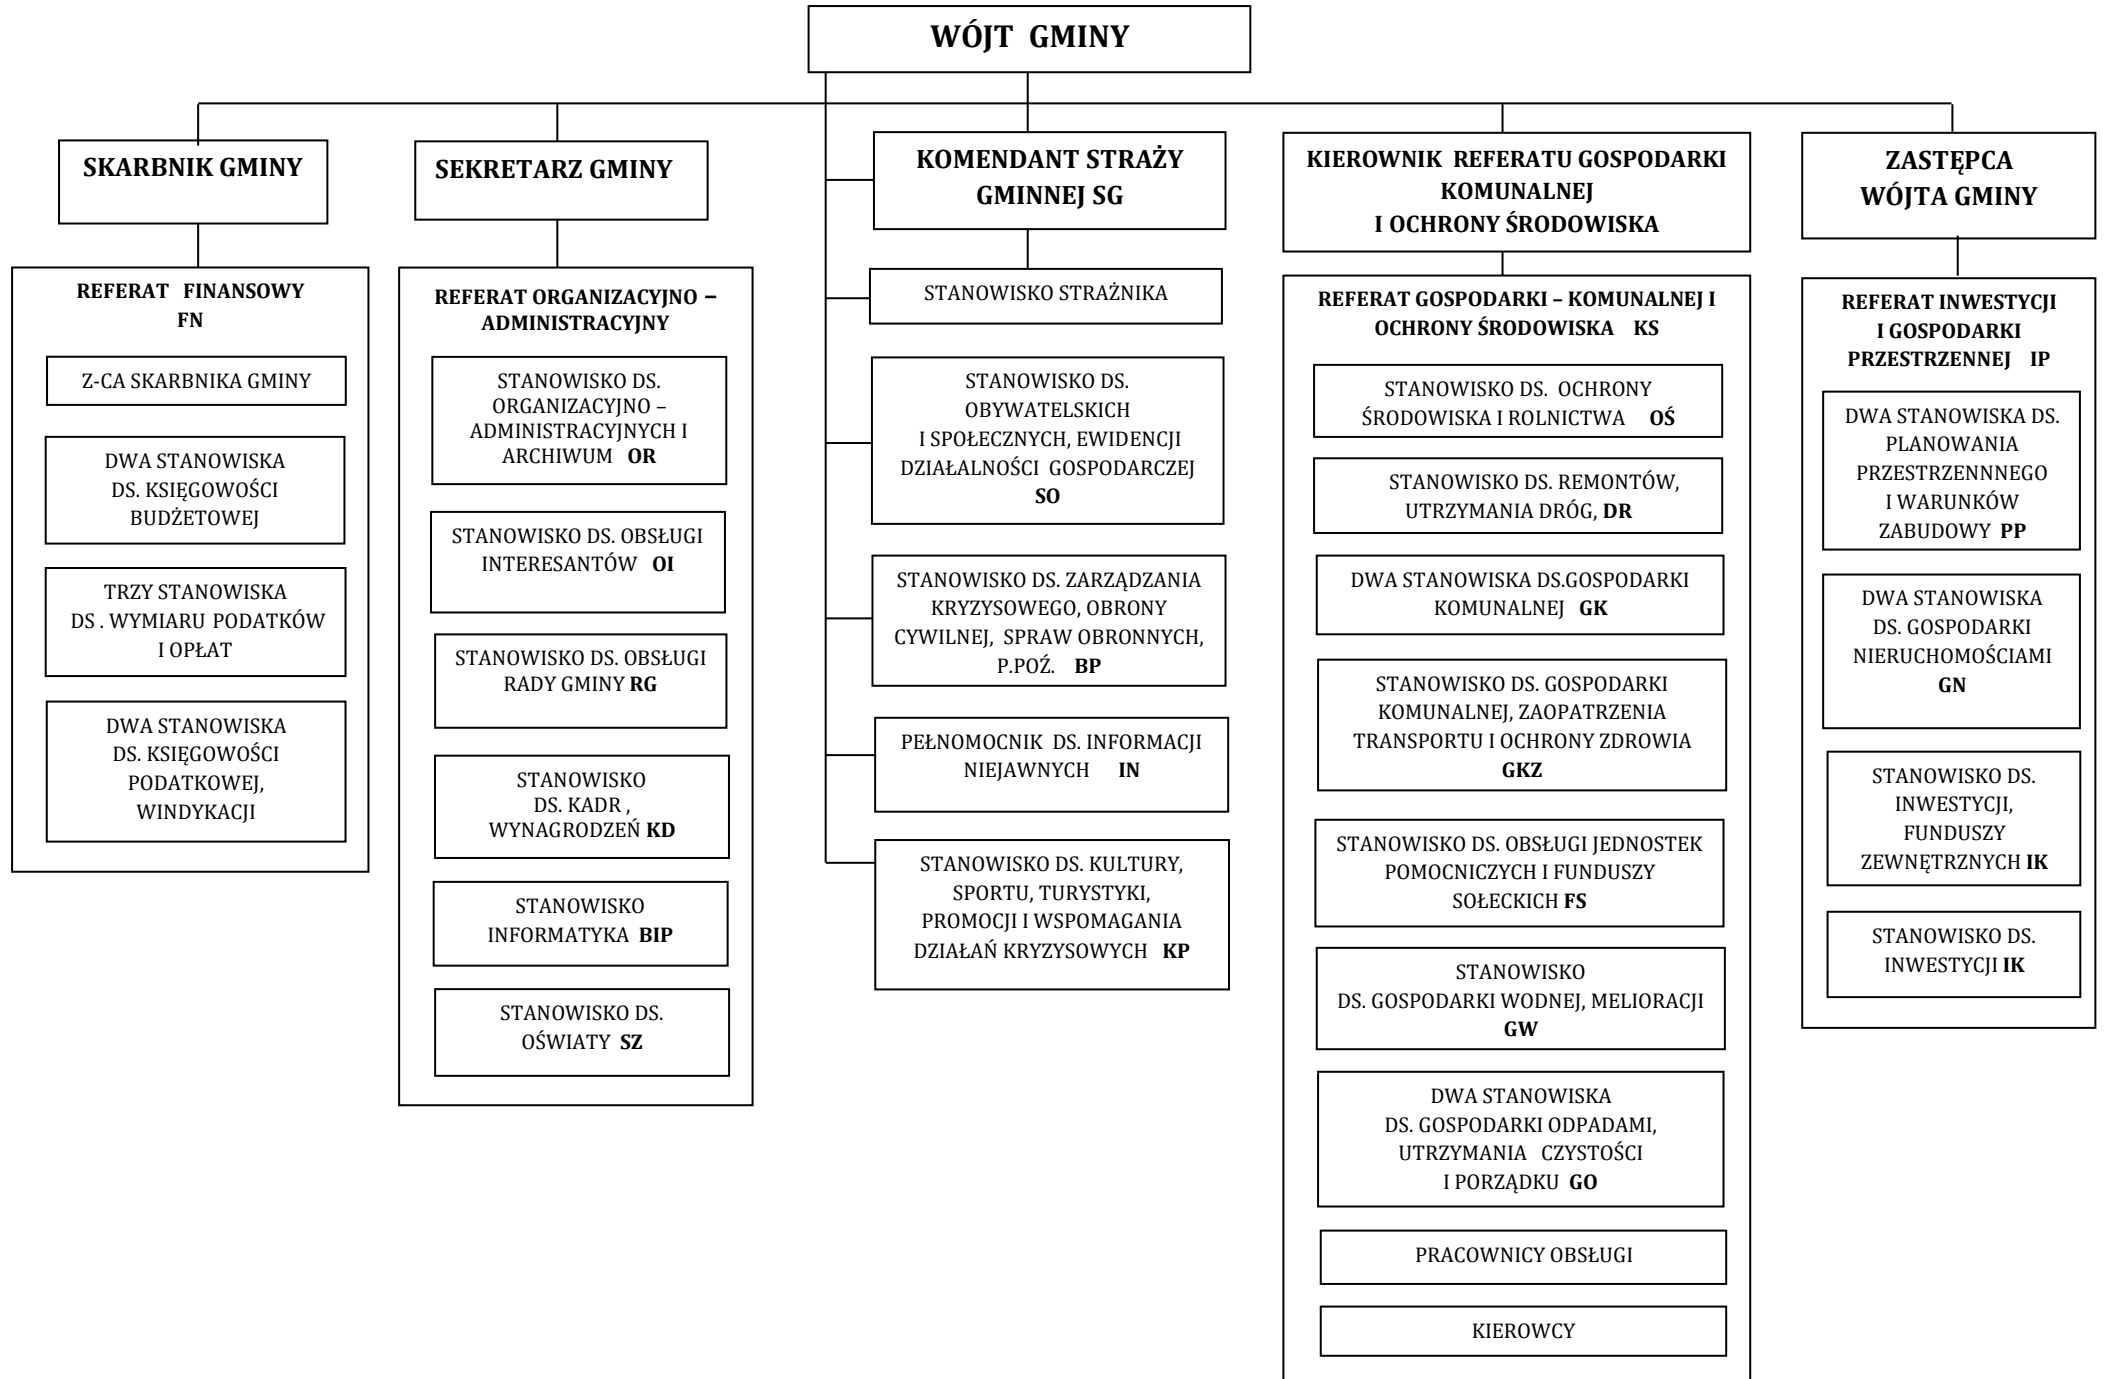 WÓJT GMINY
SKARBNIK GMINY
REFERAT FINANSOWY
FN
Z-CA SKARBNIKA GMINY
DWA STANOWISKA
DS. KSIĘGOWOŚCI
BUDŻETOWEJ
TRZY STANOWISKA
DS . WYMIARU PODATKÓW
I OPŁAT
DWA STANOWISKA
DS. KSIĘGOWOŚCI
PODATKOWEJ,
WINDYKACJI
SEKRETARZ GMINY
REFERAT ORGANIZACYJNO –
ADMINISTRACYJNY
STANOWISKO DS.
ORGANIZACYJNO –
ADMINISTRACYJNYCH I
ARCHIWUM OR
STANOWISKO DS. OBSŁUGI
INTERESANTÓW OI
STANOWISKO DS. OBSŁUGI
RADY GMINY RG
STANOWISKO
DS. KADR ,
WYNAGRODZEŃ KD
STANOWISKO
INFORMATYKA BIP
STANOWISKO DS.
OŚWIATY SZ
KOMENDANT STRAŻY
GMINNEJ SG
STANOWISKO STRAŻNIKA
STANOWISKO DS.
OBYWATELSKICH
I SPOŁECZNYCH, EWIDENCJI
DZIAŁALNOŚCI GOSPODARCZEJ
SO
STANOWISKO DS. ZARZĄDZANIA
KRYZYSOWEGO, OBRONY
CYWILNEJ, SPRAW OBRONNYCH,
P.POŹ. BP
PEŁNOMOCNIK DS. INFORMACJI
NIEJAWNYCH IN
STANOWISKO DS. KULTURY,
SPORTU, TURYSTYKI,
PROMOCJI I WSPOMAGANIA
DZIAŁAŃ KRYZYSOWYCH KP
KIEROWNIK REFERATU GOSPODARKI
KOMUNALNEJ
I OCHRONY ŚRODOWISKA
REFERAT GOSPODARKI – KOMUNALNEJ I
OCHRONY ŚRODOWISKA KS
STANOWISKO DS. OCHRONY
ŚRODOWISKA I ROLNICTWA OŚ
STANOWISKO DS. REMONTÓW,
UTRZYMANIA DRÓG, DR
DWA STANOWISKA DS.GOSPODARKI
KOMUNALNEJ GK
STANOWISKO DS. GOSPODARKI
KOMUNALNEJ, ZAOPATRZENIA
TRANSPORTU I OCHRONY ZDROWIA
GKZ
STANOWISKO DS. OBSŁUGI JEDNOSTEK
POMOCNICZYCH I FUNDUSZY
SOŁECKICH FS
STANOWISKO
DS. GOSPODARKI WODNEJ, MELIORACJI
GW
DWA STANOWISKA
DS. GOSPODARKI ODPADAMI,
UTRZYMANIA CZYSTOŚCI
I PORZĄDKU GO
PRACOWNICY OBSŁUGI
KIEROWCY
ZASTĘPCA
WÓJTA GMINY
REFERAT INWESTYCJI
I GOSPODARKI
PRZESTRZENNEJ IP
DWA STANOWISKA DS.
PLANOWANIA
PRZESTRZENNNEGO
I WARUNKÓW
ZABUDOWY PP
DWA STANOWISKA
DS. GOSPODARKI
NIERUCHOMOŚCIAMI
GN
STANOWISKO DS.
INWESTYCJI,
FUNDUSZY
ZEWNĘTRZNYCH IK
STANOWISKO DS.
INWESTYCJI IK